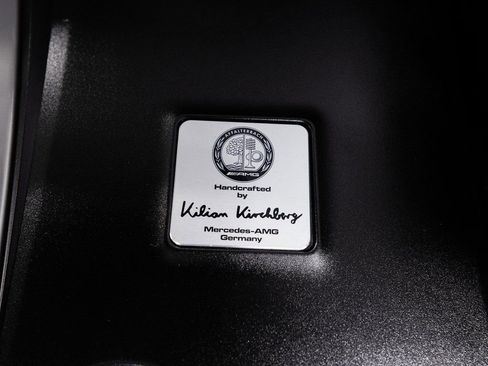 AFFALTERBACH
AMG
Handcrafted
by
Kilian Kirchberg
Mercedes-AMG
Germany